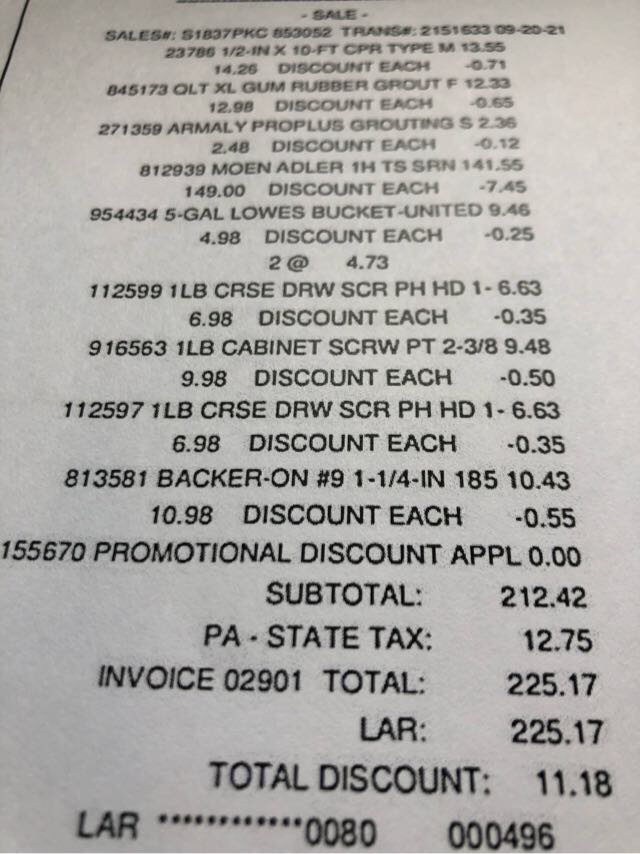 - SALE -
SALES#: S1837PKC 853052 TRANS#: 2151633 09-20-21
23786 1/2-IN X 10-FT CPR TYPE M 13.55
14.26 DISCOUNT EACH -0.71
845173 QLT XL GUM RUBBER GROUT F 12.33
12.98 DISCOUNT EACH -0.65
271359 ARMALY PROPLUS GROUTING S 2.36
2.48 DISCOUNT EACH -0.12
812939 MOEN ADLER 1H TS SRN 141.55
149.00 DISCOUNT EACH -7.45
954434 5-GAL LOWES BUCKET-UNITED 9.46
4.98 DISCOUNT EACH -0.25
2 @ 4.73
112599 1LB CRSE DRW SCR PH HD 1- 6.63
6.98 DISCOUNT EACH -0.35
916563 1LB CABINET SCRW PT 2-3/8 9.48
9.98 DISCOUNT EACH -0.50
112597 1LB CRSE DRW SCR PH HD 1- 6.63
6.98 DISCOUNT EACH -0.35
813581 BACKER-ON #9 1-1/4-IN 185 10.43
10.98 DISCOUNT EACH -0.55
155670 PROMOTIONAL DISCOUNT APPL 0.00
SUBTOTAL: 212.42
PA - STATE TAX: 12.75
INVOICE 02901 TOTAL: 225.17
LAR: 225.17
TOTAL DISCOUNT: 11.18
LAR ************0080 000496